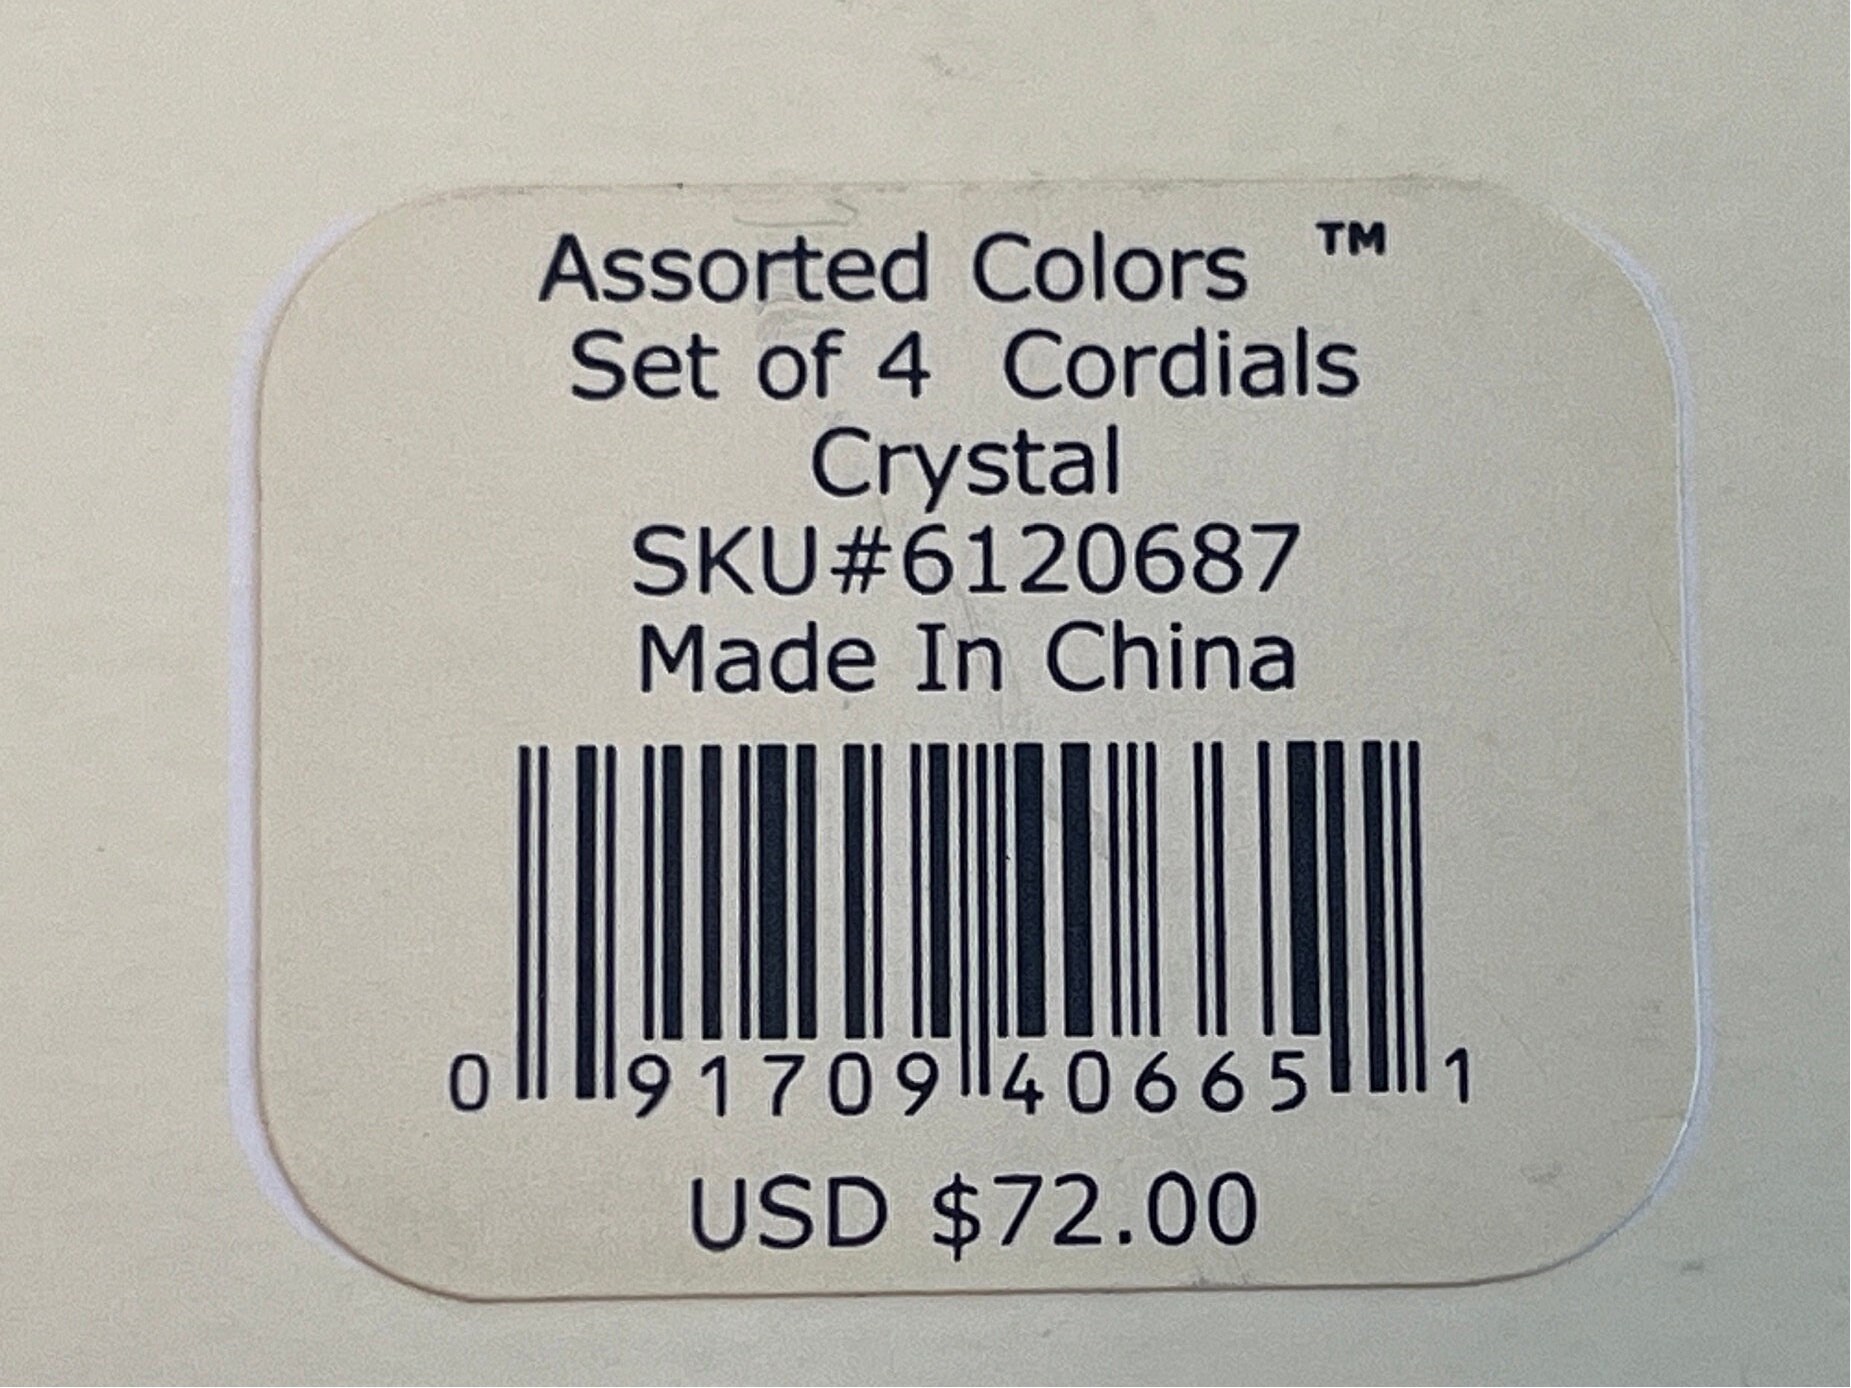 Assorted Colors ™
Set of 4 Cordials
Crystal
SKU#6120687
Made In China
0 91709 40665 1
USD $72.00